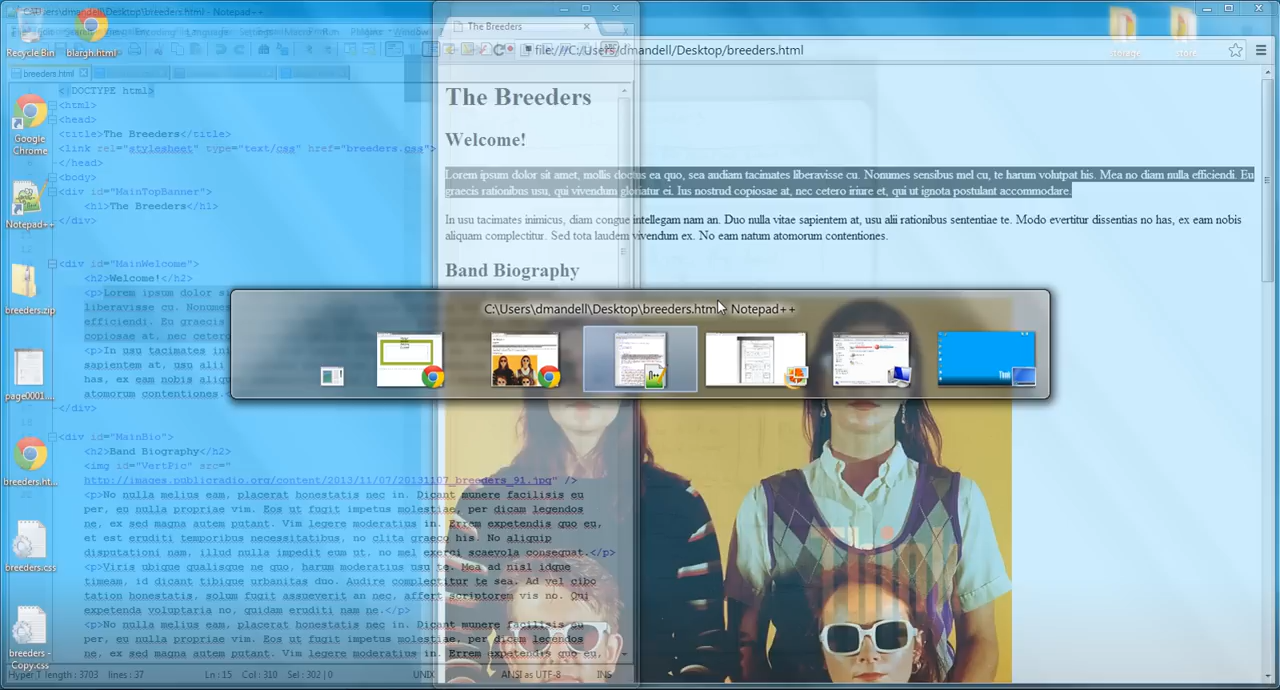 C:\Users\dmandell\Desktop\breeders.html - Notepad++
Recycle Bin
blargh.html
Google
Chrome
Notepad++
breeders.zip
page0001....
breeders.ht...
breeders.css
breeders -
Copy.css
storage
breeders.html
<!DOCTYPE html>
<html>
<head>
<title>The Breeders</title>
<link rel="stylesheet" type="text/css" href="breeders.css">
</head>
<body>
<div id="MainTopBanner">
<h1>The Breeders</h1>
</div>
<div id="MainWelcome">
<h2>Welcome!</h2>
<p>Lorem ipsum dolor si
liberavisse cu. Nonume
efficiendi. Eu graecis
copiosae at, nec ceter
<p>In usu tacimates in
sapientem at, usu alii
has, ex eam nobis aliq
atomorum contentiones.
</div>
<div id="MainBio">
<h2>Band Biography</h2>
<img id="VertPic" src="
http://images.publicradio.org/content/2013/11/07/20131107_breeders_91.jpg" />
<p>No nulla melius eam, placerat honestatis nec in. Dicant munere facilisis eu
per, eu nulla propriae vim. Eos ut fugit impetus molestiae, per dicam legendos
ne, ex sed magna autem putant. Vim legere moderatius in. Errem expetendis quo eu,
et est eruditi temporibus necessitatibus, no clita graeco his. No aliquip
disputationi nam, illud nulla impedit eum ut, no mel exerci scaevola consequat.</p>
<p>Viris ubique qualisque ne quo, harum moderatius usu te. Mea ad nisl idque
timeam, id dicant tibique urbanitas duo. Audire complectitur te sea. Ad vel cibo
tation honestatis, solum fugit assueverit an nec, affert scriptorem vis no. Qui
expetenda voluptaria no, quidam eruditi nam ne.</p>
<p>No nulla melius eam, placerat honestatis nec in. Dicant munere facilisis eu
per, eu nulla propriae vim. Eos ut fugit impetus molestiae, per dicam legendos
ne, ex sed magna autem putant. Vim legere moderatius in. Errem expetendis quo eu,
Hyper T length : 3703 lines : 37
Ln : 15 Col : 310 Sel : 302 | 0
UNIX
ANSI as UTF-8
INS
The Breeders
file:///C:/Users/dmandell/Desktop/breeders.html
The Breeders
Welcome!
Lorem ipsum dolor sit amet, mollis doctus ea quo, sea audiam tacimates liberavisse cu. Nonumes sensibus mel cu, te harum volutpat his. Mea no diam nulla efficiendi. Eu
graecis rationibus usu, qui vivendum gloriatur ei. Ius nostrud copiosae at, nec cetero iriure et, qui ut ignota postulant accommodare.
In usu tacimates inimicus, diam congue intellegam nam an. Duo nulla vitae sapientem at, usu alii rationibus sententiae te. Modo evertitur dissentias no has, ex eam nobis
aliquam complectitur. Sed tota laudem vivendum ex. No eam natum atomorum contentiones.
Band Biography
C:\Users\dmandell\Desktop\breeders.html - Notepad++